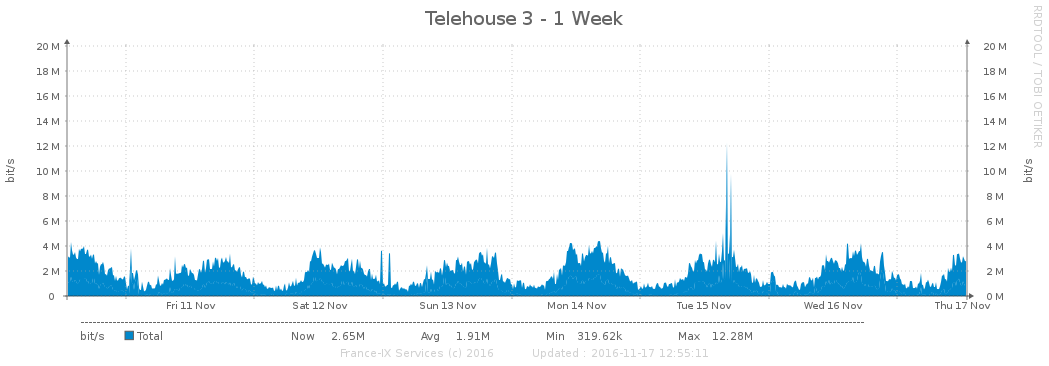 Telehouse 3 - 1 Week
RRDTOOL / TOBI OETIKER
20 M 20 M
18 M 18 M
16 M 16 M
14 M 14 M
12 M 12 M
10 M 10 M
8 M 8 M
6 M 6 M
4 M 4 M
2 M 2 M
0 0 M
bit/s bit/s
Fri 11 Nov Sat 12 Nov Sun 13 Nov Mon 14 Nov Tue 15 Nov Wed 16 Nov Thu 17 Nov
bit/s Total Now 2.65M Avg 1.91M Min 319.62k Max 12.28M
France-IX Services (c) 2016 Updated : 2016-11-17 12:55:11